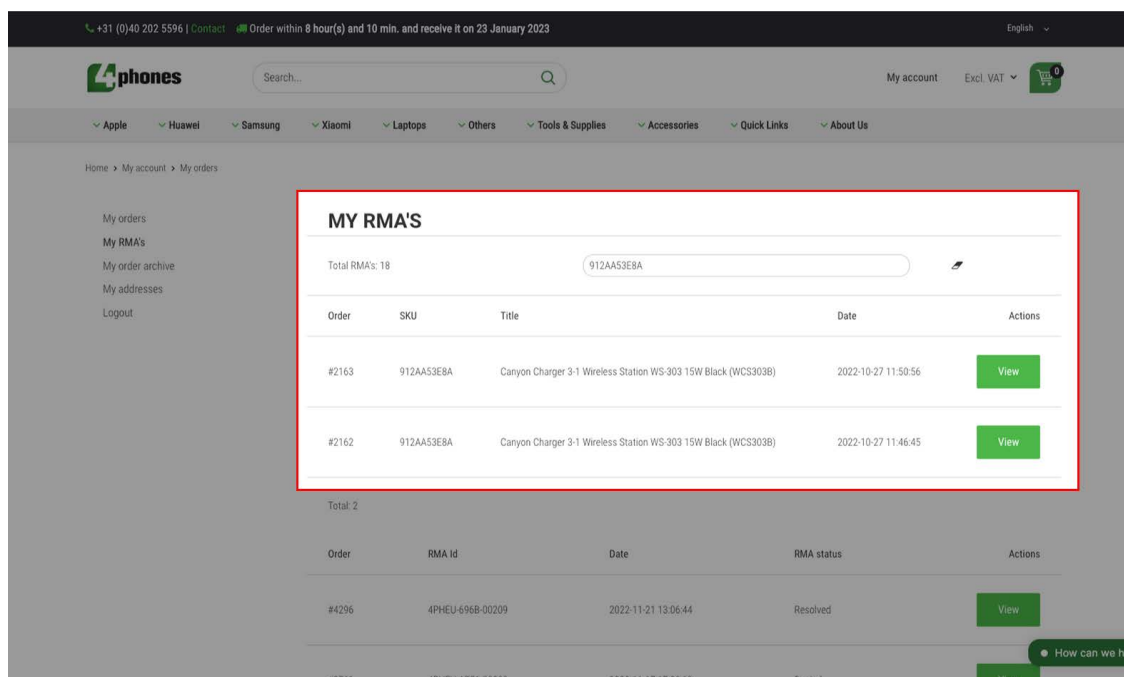 +31 (0)40 202 5596 | Contact Order within 8 hour(s) and 10 min. and receive it on 23 January 2023 English
4phones Search... My account Excl. VAT 0
Apple Huawei Samsung Xiaomi Laptops Others Tools & Supplies Accessories Quick Links About Us
Home > My account > My orders
My orders
My RMA's
My order archive
My addresses
Logout
MY RMA'S
Total RMA's: 18 912AA53E8A
Order SKU Title Date Actions
#2163 912AA53E8A Canyon Charger 3-1 Wireless Station WS-303 15W Black (WCS303B) 2022-10-27 11:50:56 View
#2162 912AA53E8A Canyon Charger 3-1 Wireless Station WS-303 15W Black (WCS303B) 2022-10-27 11:46:45 View
Total: 2
Order RMA Id Date RMA status Actions
#4296 4PHEU-696B-00209 2022-11-21 13:06:44 Resolved View
How can we h